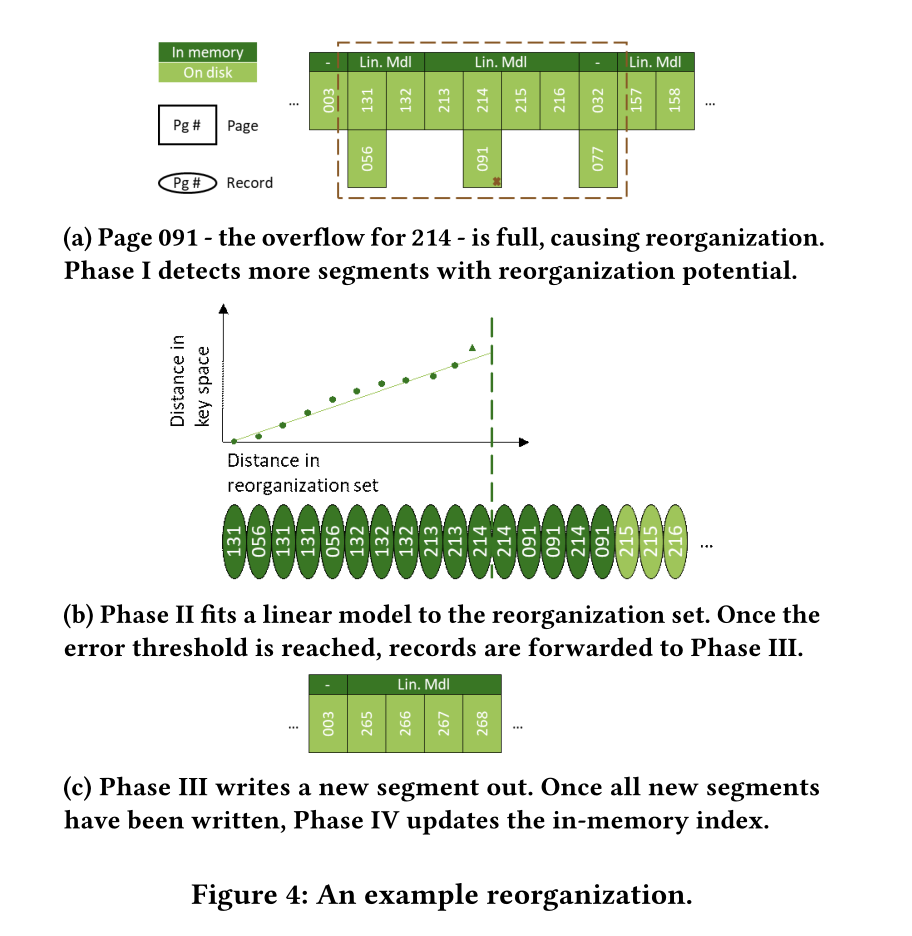 In memory
On disk
Pg #
Page
Pg #
Record
- Lin. Mdl Lin. Mdl - Lin. Mdl
... 003 131 132 213 214 215 216 032 157 158 ...
056 091 077
(a) Page 091 - the overflow for 214 - is full, causing reorganization.
Phase I detects more segments with reorganization potential.
Distance in
key space
Distance in
reorganization set
131 056 131 131 056 132 132 132 213 213 214 214 091 091 214 091 215 215 216 ...
(b) Phase II fits a linear model to the reorganization set. Once the
error threshold is reached, records are forwarded to Phase III.
- Lin. Mdl
... 003 265 266 267 268 ...
(c) Phase III writes a new segment out. Once all new segments
have been written, Phase IV updates the in-memory index.
Figure 4: An example reorganization.